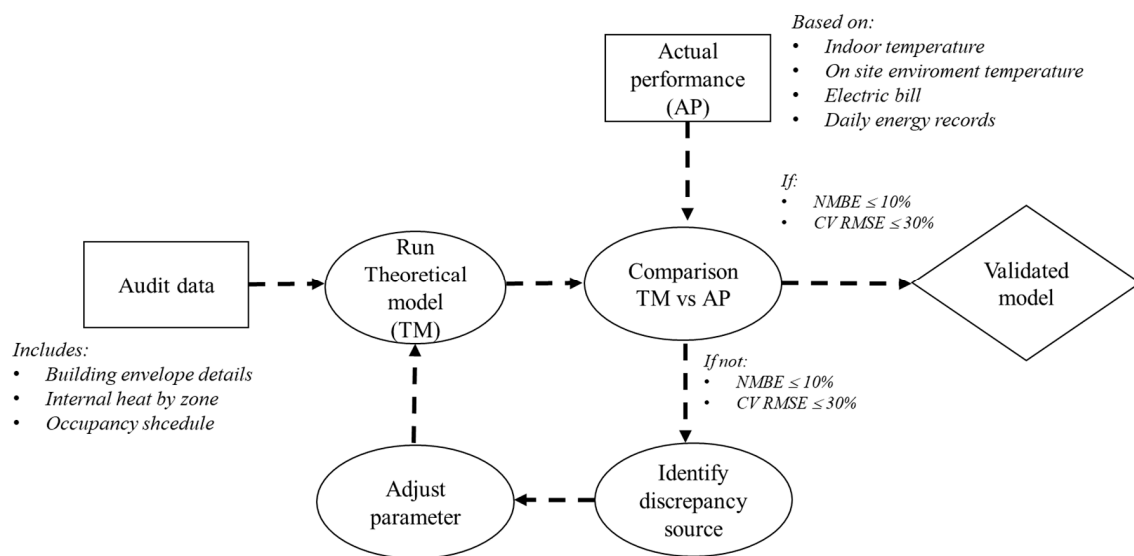 Based on:
• Indoor temperature
• On site enviroment temperature
• Electric bill
• Daily energy records
Actual
performance
(AP)
If:
• NMBE ≤ 10%
• CV RMSE ≤ 30%
Audit data
Run
Theoretical
model
(TM)
Comparison
TM vs AP
Validated
model
Includes:
• Building envelope details
• Internal heat by zone
• Occupancy shcedule
If not:
• NMBE ≤ 10%
• CV RMSE ≤ 30%
Adjust
parameter
Identify
discrepancy
source